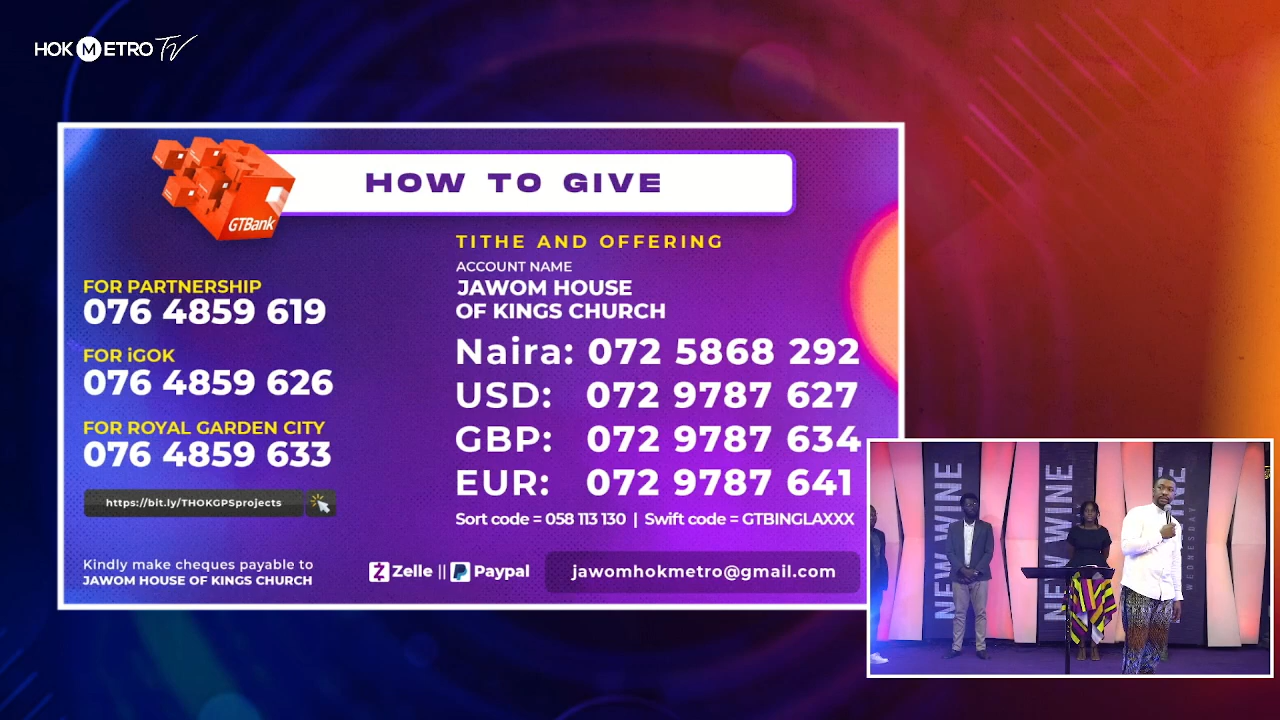 HOK METRO TV
GTBank
HOW TO GIVE
FOR PARTNERSHIP
076 4859 619
FOR iGOK
076 4859 626
FOR ROYAL GARDEN CITY
076 4859 633
https://bit.ly/THOKGPSprojects
Kindly make cheques payable to
JAWOM HOUSE OF KINGS CHURCH
TITHE AND OFFERING
ACCOUNT NAME
JAWOM HOUSE
OF KINGS CHURCH
Naira: 072 5868 292
USD: 072 9787 627
GBP: 072 9787 634
EUR: 072 9787 641
Sort code = 058 113 130 | Swift code = GTBINGLAXXX
Zelle || Paypal
jawomhokmetro@gmail.com
NEW WINE
NEW WINE
WINE
WEDNESDAY